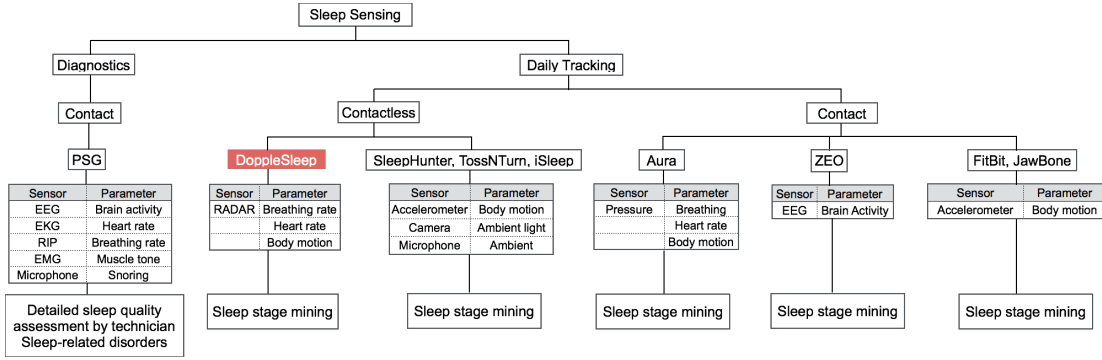 Sleep Sensing
Diagnostics
Daily Tracking
Contact
Contactless
Contact
PSG
DoppleSleep
SleepHunter, TossNTurn, iSleep
Aura
ZEO
FitBit, JawBone
Sensor Parameter
EEG Brain activity
EKG Heart rate
RIP Breathing rate
EMG Muscle tone
Microphone Snoring
Sensor Parameter
RADAR Breathing rate
Heart rate
Body motion
Sensor Parameter
Accelerometer Body motion
Camera Ambient light
Microphone Ambient
Sensor Parameter
Pressure Breathing
Heart rate
Body motion
Sensor Parameter
EEG Brain Activity
Sensor Parameter
Accelerometer Body motion
Detailed sleep quality
assessment by technician
Sleep-related disorders
Sleep stage mining
Sleep stage mining
Sleep stage mining
Sleep stage mining
Sleep stage mining